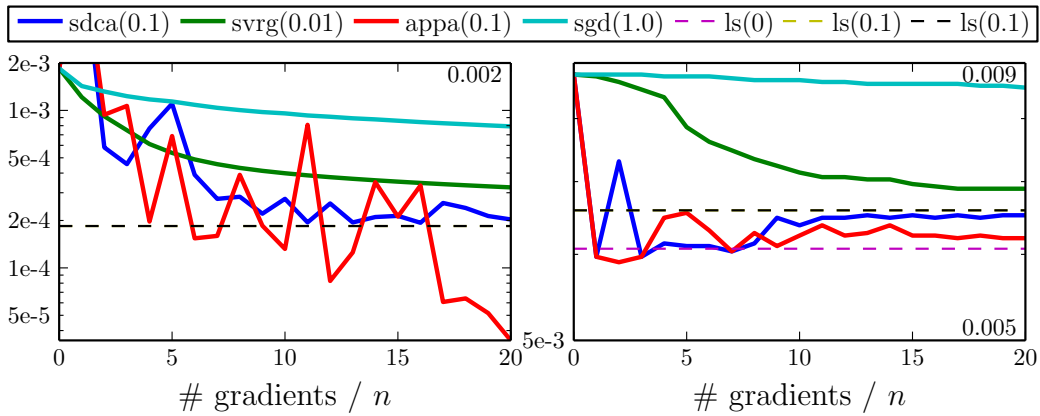 sdca(0.1) svrg(0.01) appa(0.1) sgd(1.0) ls(0) ls(0.1) ls(0.1)
2e-3
1e-3
5e-4
2e-4
1e-4
5e-5
0.002
0 5 10 15 20
# gradients / n
0.009
0.005
5e-3
0 5 10 15 20
# gradients / n